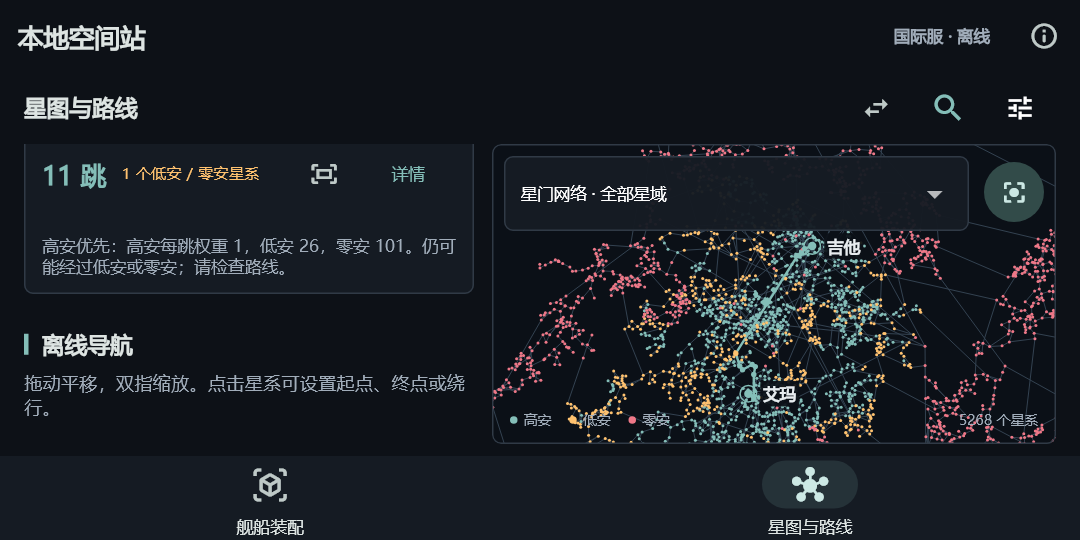 本地空间站
国际服 · 离线
星图与路线
11 跳
1 个低安 / 零安星系
详情
高安优先：高安每跳权重 1，低安 26，零安 101。仍可
能经过低安或零安；请检查路线。
离线导航
拖动平移，双指缩放。点击星系可设置起点、终点或绕
行。
星门网络 · 全部星域
吉他
艾玛
高安
低安
零安
5268 个星系
舰船装配
星图与路线